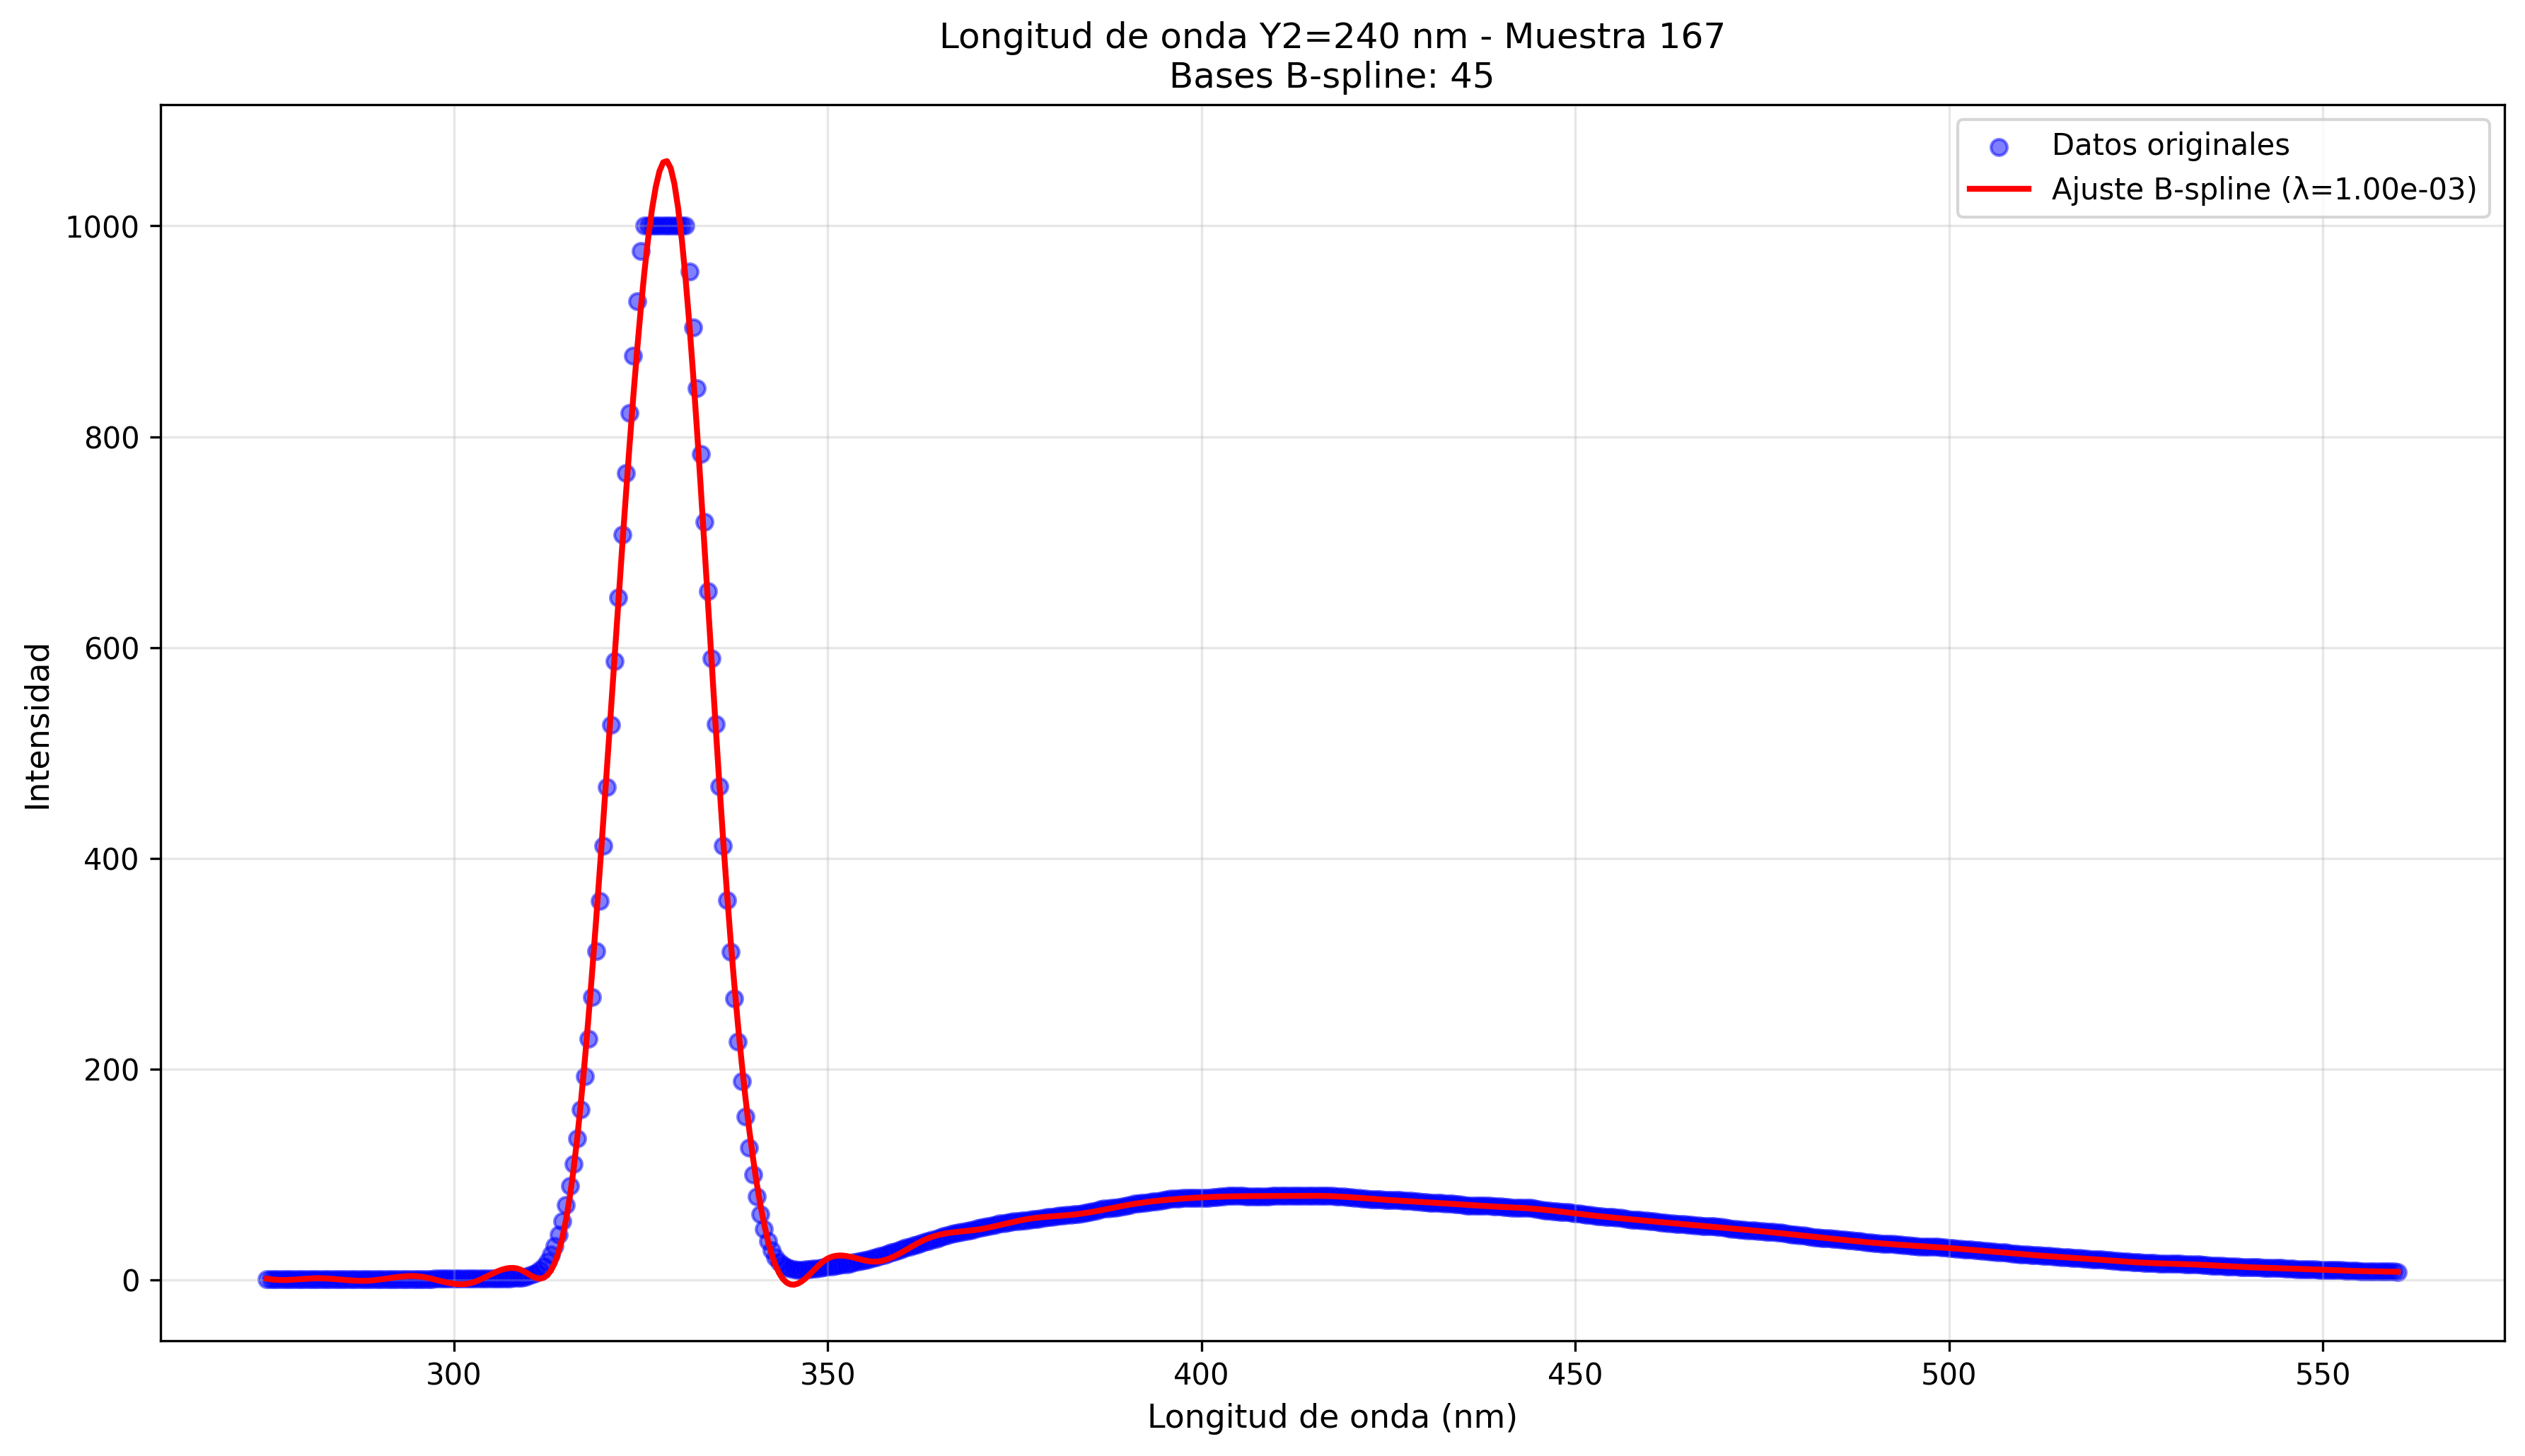 Longitud de onda Y2=240 nm - Muestra 167
Bases B-spline: 45
Datos originales
Ajuste B-spline (λ=1.00e-03)
Intensidad
1000
800
600
400
200
0
300
350
400
450
500
550
Longitud de onda (nm)